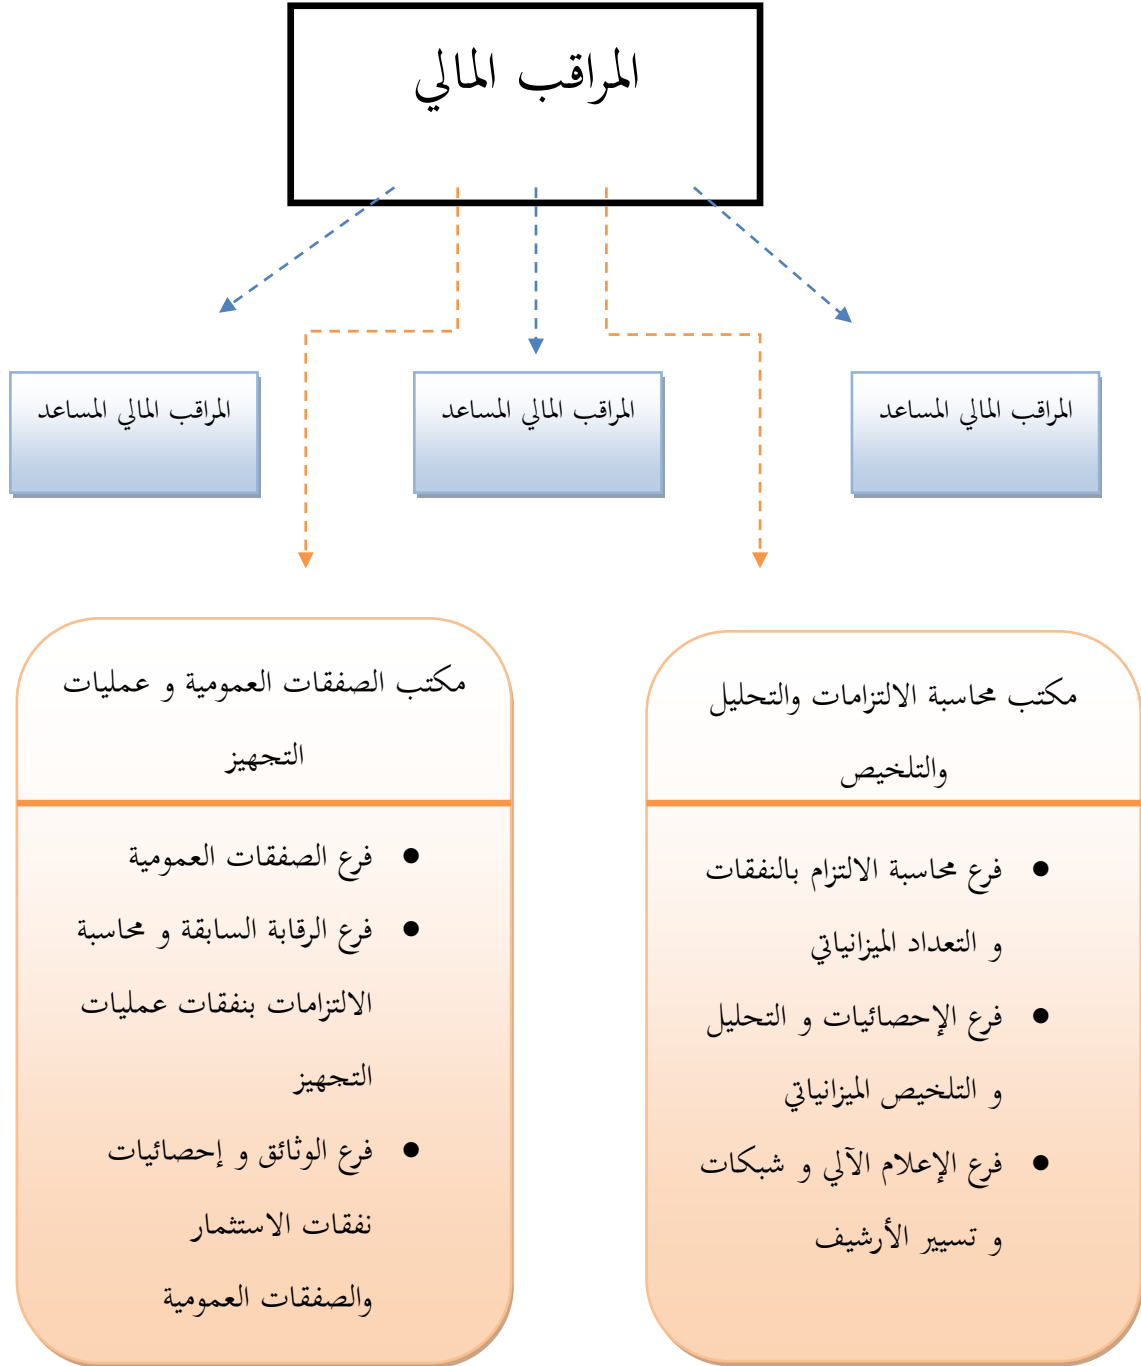 المراقب المالي
المراقب المالي المساعد
المراقب المالي المساعد
المراقب المالي المساعد
مكتب محاسبة الالتزامات والتحليل
والتلخيص
● فرع محاسبة الالتزام بالنفقات
و التعداد الميزانياتي
● فرع الإحصائيات و التحليل
و التلخيص الميزانياتي
● فرع الإعلام الآلي و شبكات
و تسيير الأرشيف
مكتب الصفقات العمومية و عمليات
التجهيز
● فرع الصفقات العمومية
● فرع الرقابة السابقة و محاسبة
الالتزامات بنفقات عمليات
التجهيز
● فرع الوثائق و إحصائيات
نفقات الاستثمار
والصفقات العمومية